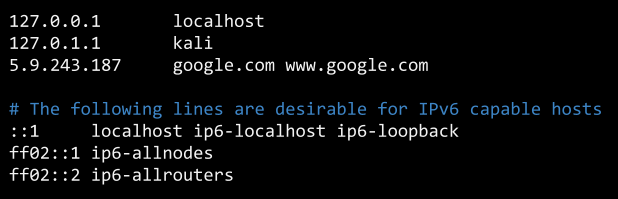 127.0.0.1 localhost
127.0.1.1 kali
5.9.243.187 google.com www.google.com
# The following lines are desirable for IPv6 capable hosts
::1 localhost ip6-localhost ip6-loopback
ff02::1 ip6-allnodes
ff02::2 ip6-allrouters